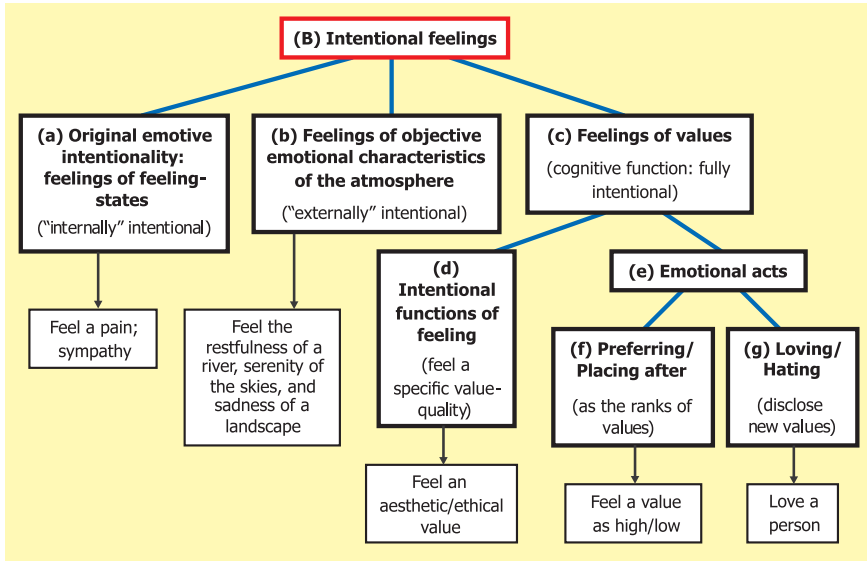 (B) Intentional feelings
(a) Original emotive
intentionality:
feelings of feeling-
states
(“internally” intentional)
(b) Feelings of objective
emotional characteristics
of the atmosphere
(“externally” intentional)
(c) Feelings of values
(cognitive function: fully
intentional)
(d)
Intentional
functions of
feeling
(feel a
specific value-
quality)
(e) Emotional acts
(f) Preferring/
Placing after
(as the ranks of
values)
(g) Loving/
Hating
(disclose
new values)
Feel a pain;
sympathy
Feel the
restfulness of a
river, serenity of
the skies, and
sadness of a
landscape
Feel an
aesthetic/ethical
value
Feel a value
as high/low
Love a
person